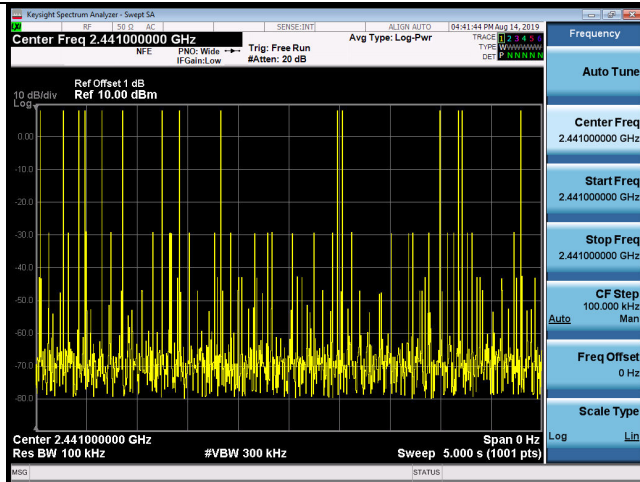 Keysight Spectrum Analyzer - Swept SA
RF 50 Ω AC SENSE:INT ALIGN AUTO 04:41:44 PM Aug 14, 2019
Center Freq 2.441000000 GHz
NFE PNO: Wide IFGain:Low
Trig: Free Run
#Atten: 20 dB
Avg Type: Log-Pwr
TRACE 1 2 3 4 5 6
TYPE WWWWWW
DET P N N N N N
Ref Offset 1 dB
10 dB/div Ref 10.00 dBm
Log
0.00
-10.0
-20.0
-30.0
-40.0
-50.0
-60.0
-70.0
-80.0
Center 2.441000000 GHz Span 0 Hz
Res BW 100 kHz #VBW 300 kHz Sweep 5.000 s (1001 pts)
MSG STATUS
Frequency
Auto Tune
Center Freq
2.441000000 GHz
Start Freq
2.441000000 GHz
Stop Freq
2.441000000 GHz
CF Step
100.000 kHz
Auto Man
Freq Offset
0 Hz
Scale Type
Log Lin